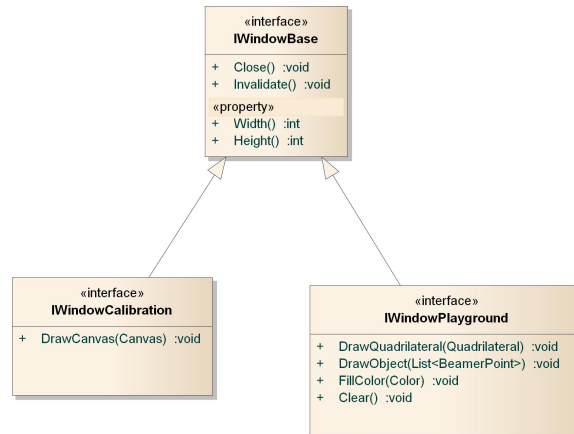 «interface»
IWindowBase
+ Close() :void
+ Invalidate() :void
«property»
+ Width() :int
+ Height() :int
«interface»
IWindowCalibration
+ DrawCanvas(Canvas) :void
«interface»
IWindowPlayground
+ DrawQuadrilateral(Quadrilateral) :void
+ DrawObject(List<BeamerPoint>) :void
+ FillColor(Color) :void
+ Clear() :void